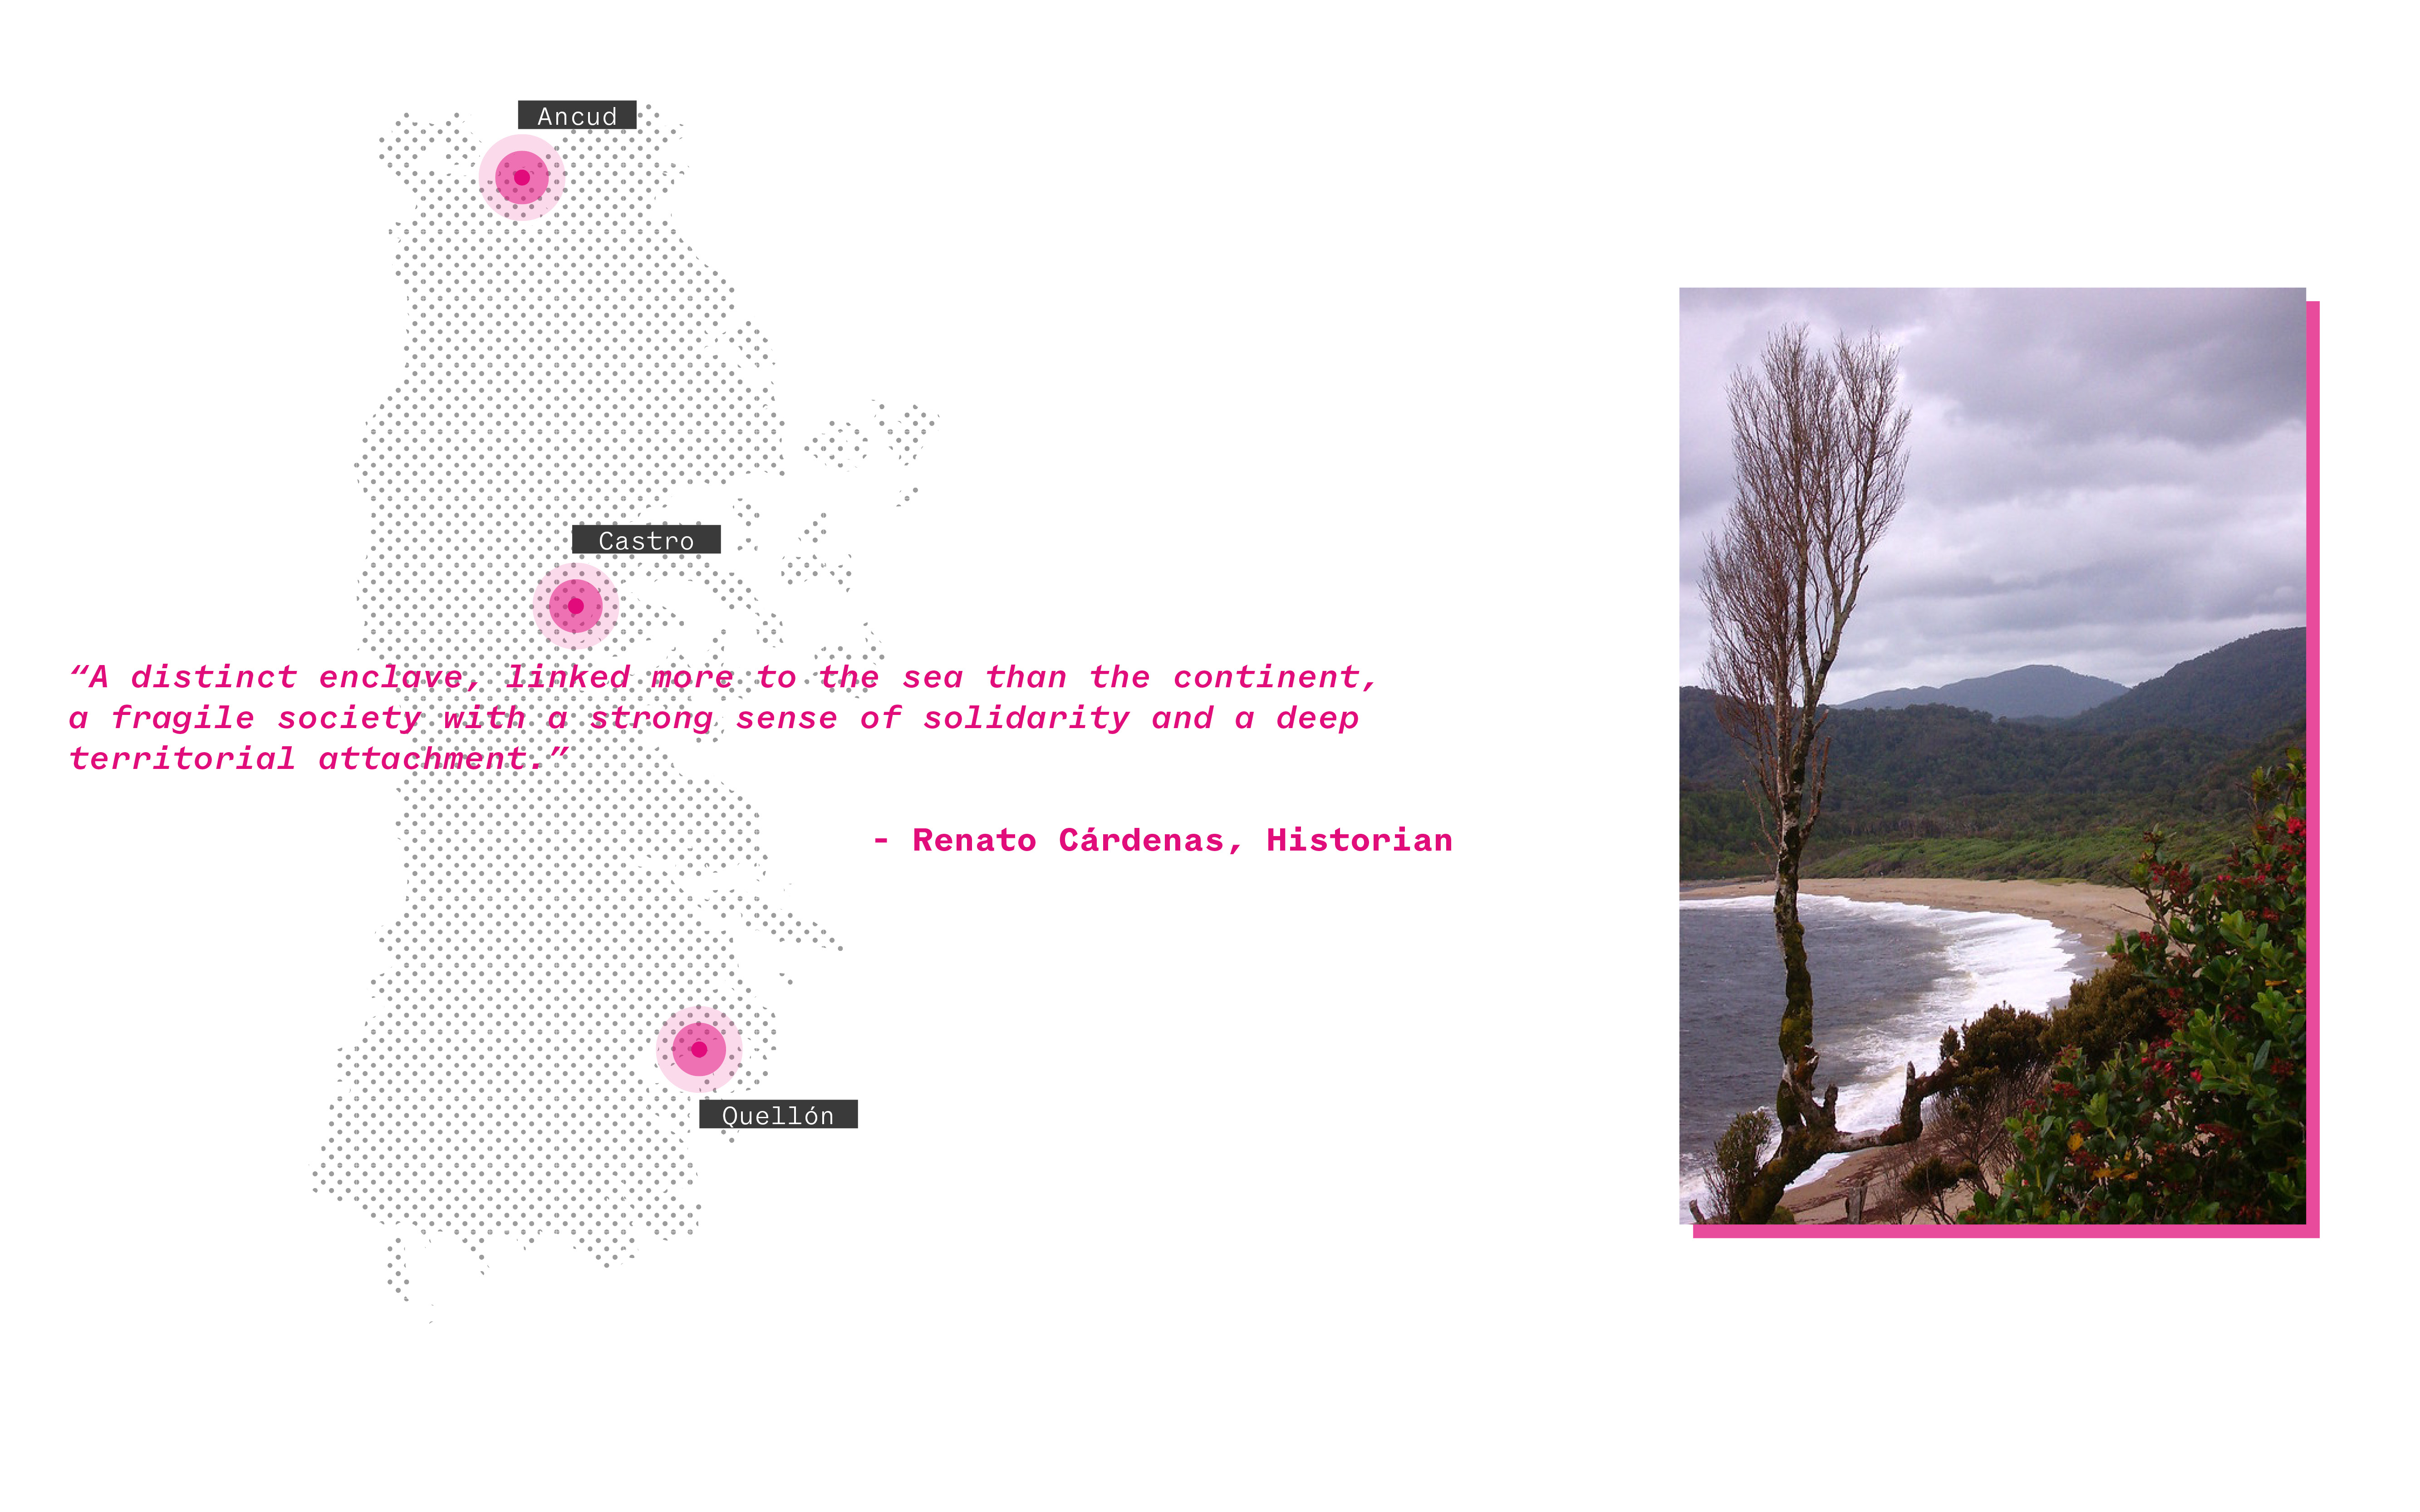 Ancud
Castro
“A distinct enclave, linked more to the sea than the continent,
a fragile society with a strong sense of solidarity and a deep
territorial attachment.”
- Renato Cárdenas, Historian
Quellón